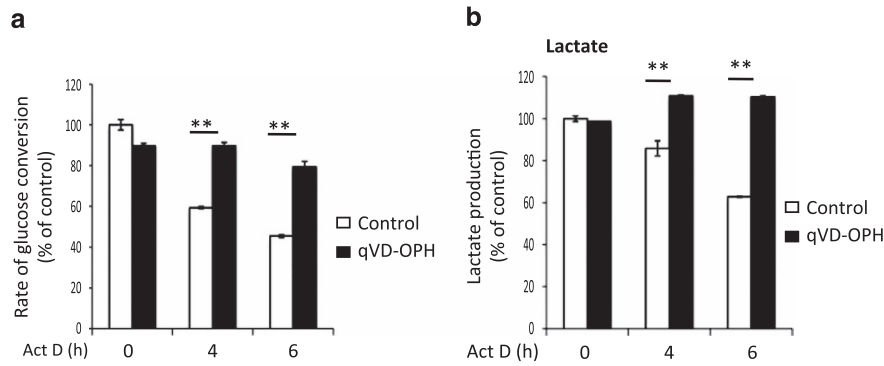 a
Rate of glucose conversion
(% of control)
120
100
80
60
40
20
0
**
**
Act D (h)
0
4
6
Control
qVD-OPH
b
Lactate
Lactate production
(% of control)
120
100
80
60
40
20
0
**
**
Act D (h)
0
4
6
Control
qVD-OPH